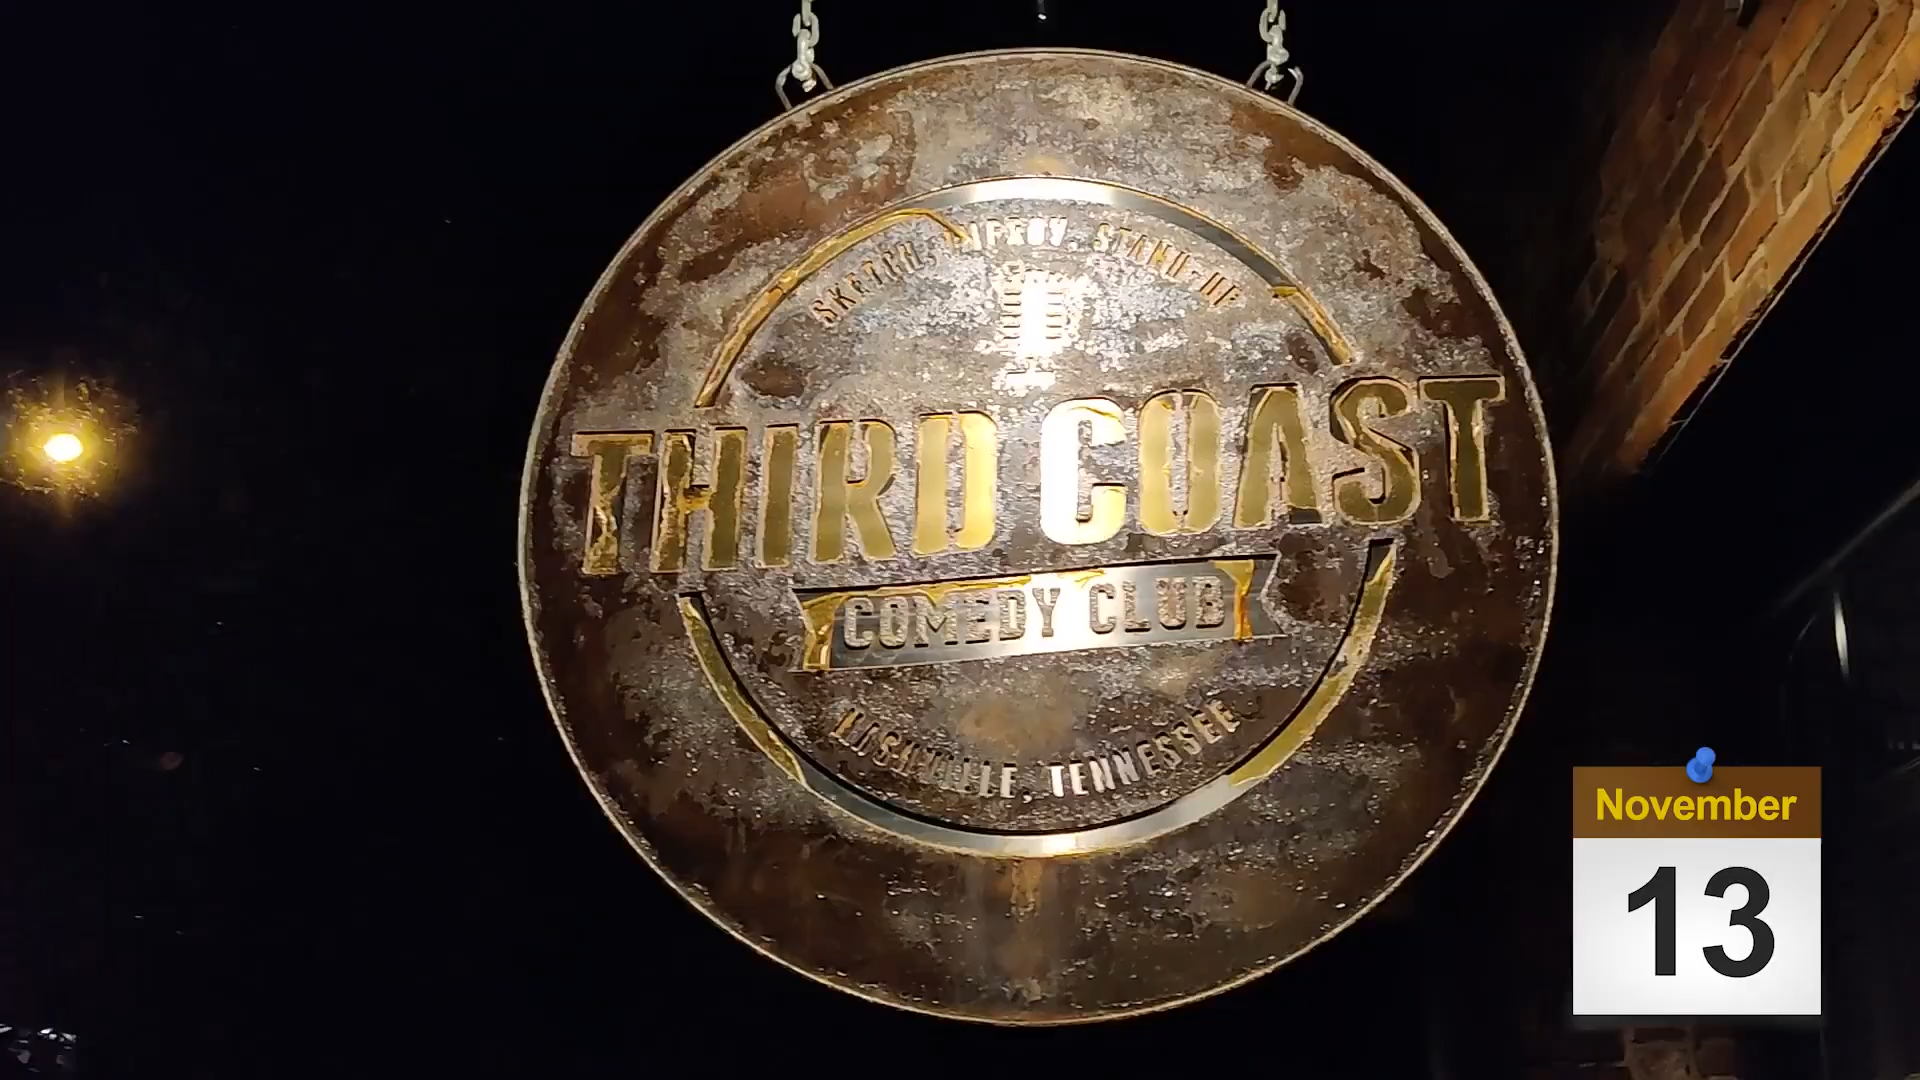 SKETCH, IMPROV, STAND-UP
THIRD COAST
COMEDY CLUB
NASHVILLE, TENNESSEE
November
13